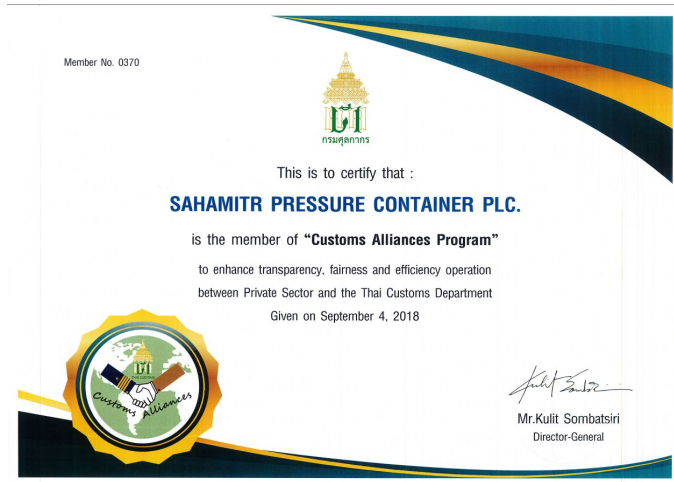 Member No. 0370
กรมศุลกากร
This is to certify that :
SAHAMITR PRESSURE CONTAINER PLC.
is the member of “Customs Alliances Program”
to enhance transparency, fairness and efficiency operation
between Private Sector and the Thai Customs Department
Given on September 4, 2018
THAI CUSTOMS
Customs Alliances
Mr.Kulit Sombatsiri
Director-General